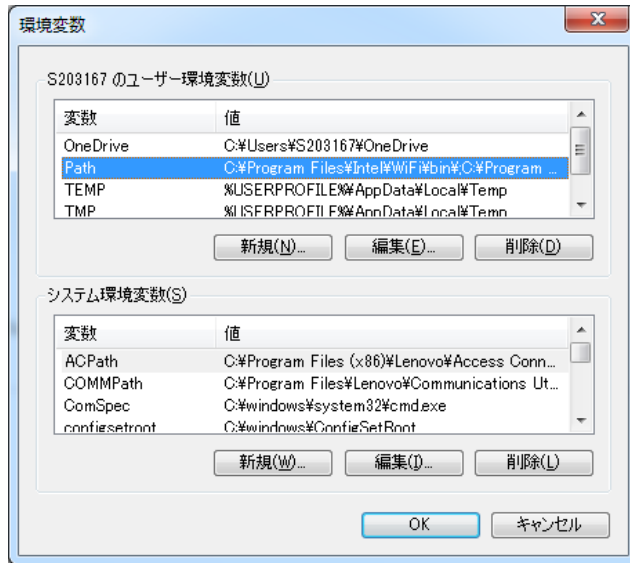 環境変数
S203167 のユーザー環境変数(U)
変数 値
OneDrive C:¥Users¥S203167¥OneDrive
Path C:¥Program Files¥Intel¥WiFi¥bin¥;C:¥Program ...
TEMP %USERPROFILE%¥AppData¥Local¥Temp
TMP %USERPROFILE%¥AppData¥Local¥Temp
新規(N)... 編集(E)... 削除(D)
システム環境変数(S)
変数 値
ACPath C:¥Program Files (x86)¥Lenovo¥Access Conn...
COMMPath C:¥Program Files¥Lenovo¥Communications Ut...
ComSpec C:¥windows¥system32¥cmd.exe
configsetroot C:¥windows¥ConfigSetRoot
新規(W)... 編集(I)... 削除(L)
OK キャンセル